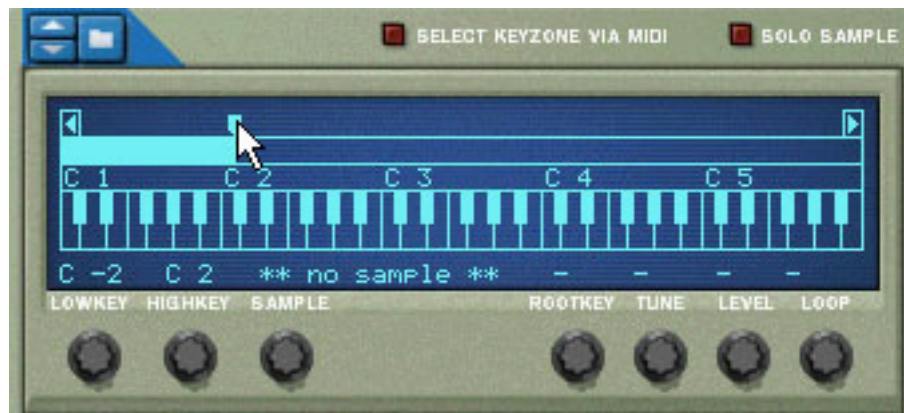 SELECT KEYZONE VIA MIDI SOLO SAMPLE
C 1 C 2 C 3 C 4 C 5
C -2 C 2 ** no sample ** - - - -
LOWKEY HIGHKEY SAMPLE ROOTKEY TUNE LEVEL LOOP